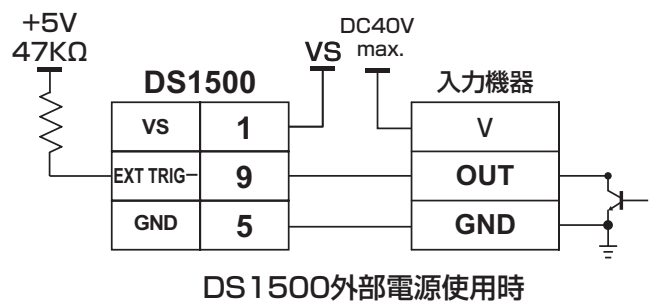 +5V
47KΩ
DC40V
max.
VS
DS1500
入力機器
VS 1
V
EXT TRIG− 9
OUT
GND 5
GND
DS1500外部電源使用時